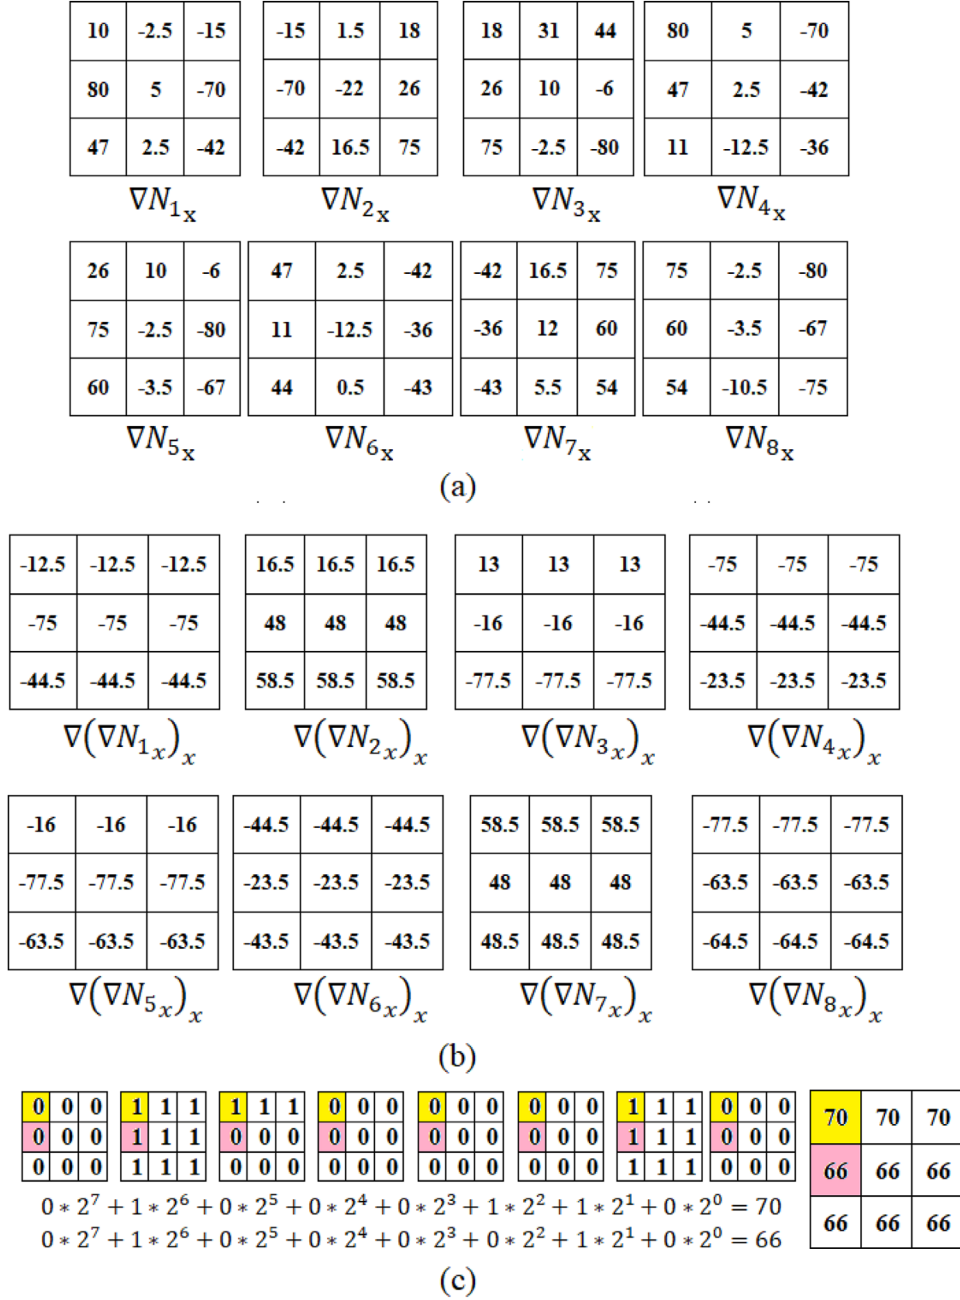 10 -2.5 -15 -15 1.5 18 18 31 44 80 5 -70
80 5 -70 -70 -22 26 26 10 -6 47 2.5 -42
47 2.5 -42 -42 16.5 75 75 -2.5 -80 11 -12.5 -36
∇N₁ₓ ∇N₂ₓ ∇N₃ₓ ∇N₄ₓ
26 10 -6 47 2.5 -42 -42 16.5 75 75 -2.5 -80
75 -2.5 -80 11 -12.5 -36 -36 12 60 60 -3.5 -67
60 -3.5 -67 44 0.5 -43 -43 5.5 54 54 -10.5 -75
∇N₅ₓ ∇N₆ₓ ∇N₇ₓ ∇N₈ₓ
(a)
-12.5 -12.5 -12.5 16.5 16.5 16.5 13 13 13 -75 -75 -75
-75 -75 -75 48 48 48 -16 -16 -16 -44.5 -44.5 -44.5
-44.5 -44.5 -44.5 58.5 58.5 58.5 -77.5 -77.5 -77.5 -23.5 -23.5 -23.5
∇(∇N₁ₓ)ₓ ∇(∇N₂ₓ)ₓ ∇(∇N₃ₓ)ₓ ∇(∇N₄ₓ)ₓ
-16 -16 -16 -44.5 -44.5 -44.5 58.5 58.5 58.5 -77.5 -77.5 -77.5
-77.5 -77.5 -77.5 -23.5 -23.5 -23.5 48 48 48 -63.5 -63.5 -63.5
-63.5 -63.5 -63.5 -43.5 -43.5 -43.5 48.5 48.5 48.5 -64.5 -64.5 -64.5
∇(∇N₅ₓ)ₓ ∇(∇N₆ₓ)ₓ ∇(∇N₇ₓ)ₓ ∇(∇N₈ₓ)ₓ
(b)
0 0 0 1 1 1 1 1 1 0 0 0 0 0 0 0 0 0 1 1 1 0 0 0 70 70 70
0 0 0 1 1 1 0 0 0 0 0 0 0 0 0 0 0 0 1 1 1 0 0 0 66 66 66
0 0 0 1 1 1 0 0 0 0 0 0 0 0 0 0 0 0 1 1 1 0 0 0 66 66 66
0 * 2⁷ + 1 * 2⁶ + 0 * 2⁵ + 0 * 2⁴ + 0 * 2³ + 1 * 2² + 1 * 2¹ + 0 * 2⁰ = 70
0 * 2⁷ + 1 * 2⁶ + 0 * 2⁵ + 0 * 2⁴ + 0 * 2³ + 0 * 2² + 1 * 2¹ + 0 * 2⁰ = 66
(c)